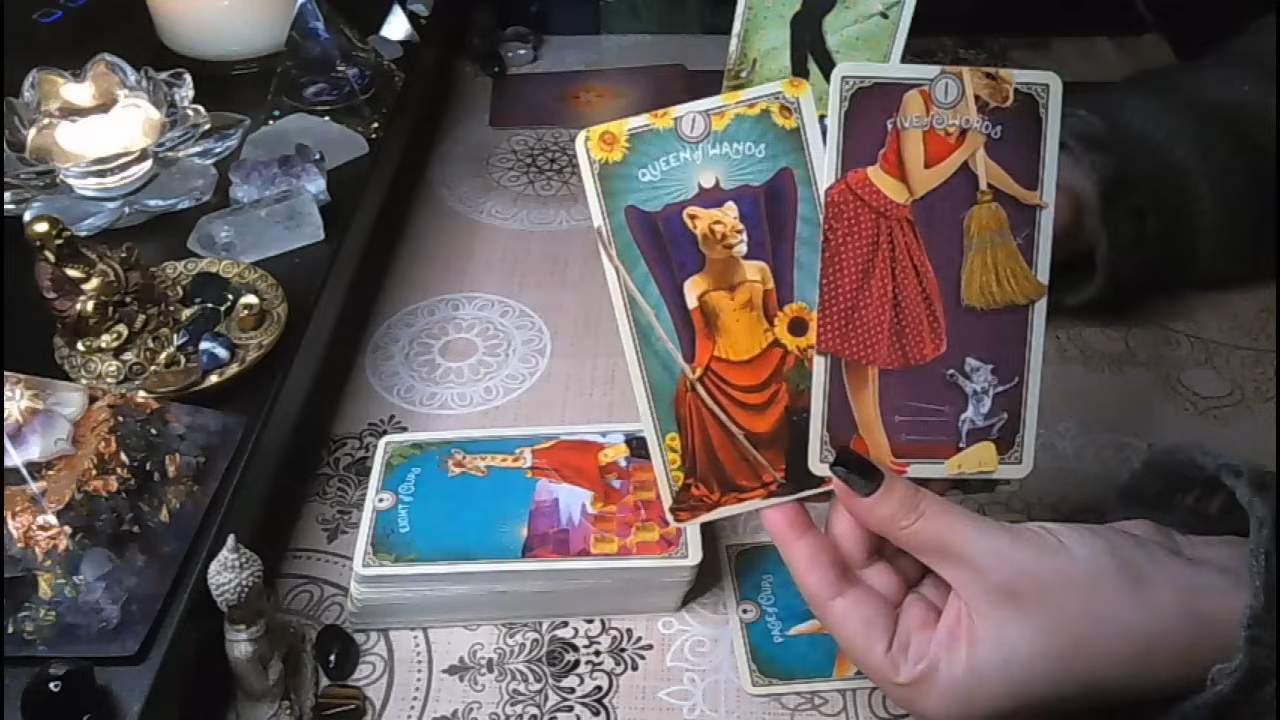 QUEEN of WANDS
FIVE of SWORDS
EIGHT of CUPS
PAGE of CUPS